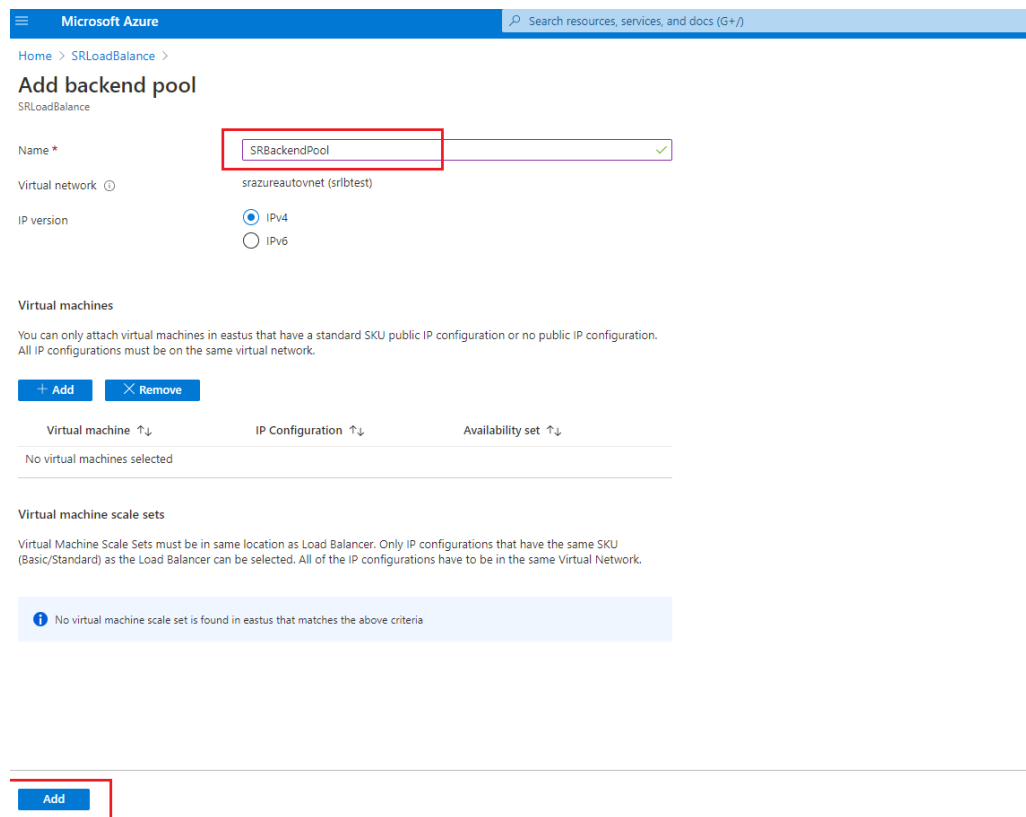 Microsoft Azure
Search resources, services, and docs (G+/)
Home > SRLoadBalance >
Add backend pool
SRLoadBalance
Name *
SRBackendPool
Virtual network
srazureautovnet (srlbtest)
IP version
IPv4
IPv6
Virtual machines
You can only attach virtual machines in eastus that have a standard SKU public IP configuration or no public IP configuration.
All IP configurations must be on the same virtual network.
+ Add
Remove
Virtual machine ↑↓ IP Configuration ↑↓ Availability set ↑↓
No virtual machines selected
Virtual machine scale sets
Virtual Machine Scale Sets must be in same location as Load Balancer. Only IP configurations that have the same SKU
(Basic/Standard) as the Load Balancer can be selected. All of the IP configurations have to be in the same Virtual Network.
No virtual machine scale set is found in eastus that matches the above criteria
Add